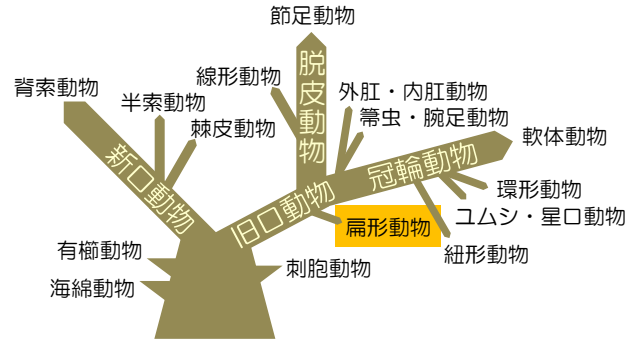 節足動物
脱皮動物
線形動物
背索動物
半索動物
棘皮動物
新口動物
外肛・内肛動物
箒虫・腕足動物
軟体動物
冠輪動物
旧口動物
環形動物
ユムシ・星口動物
扁形動物
紐形動物
有櫛動物
海綿動物
刺胞動物